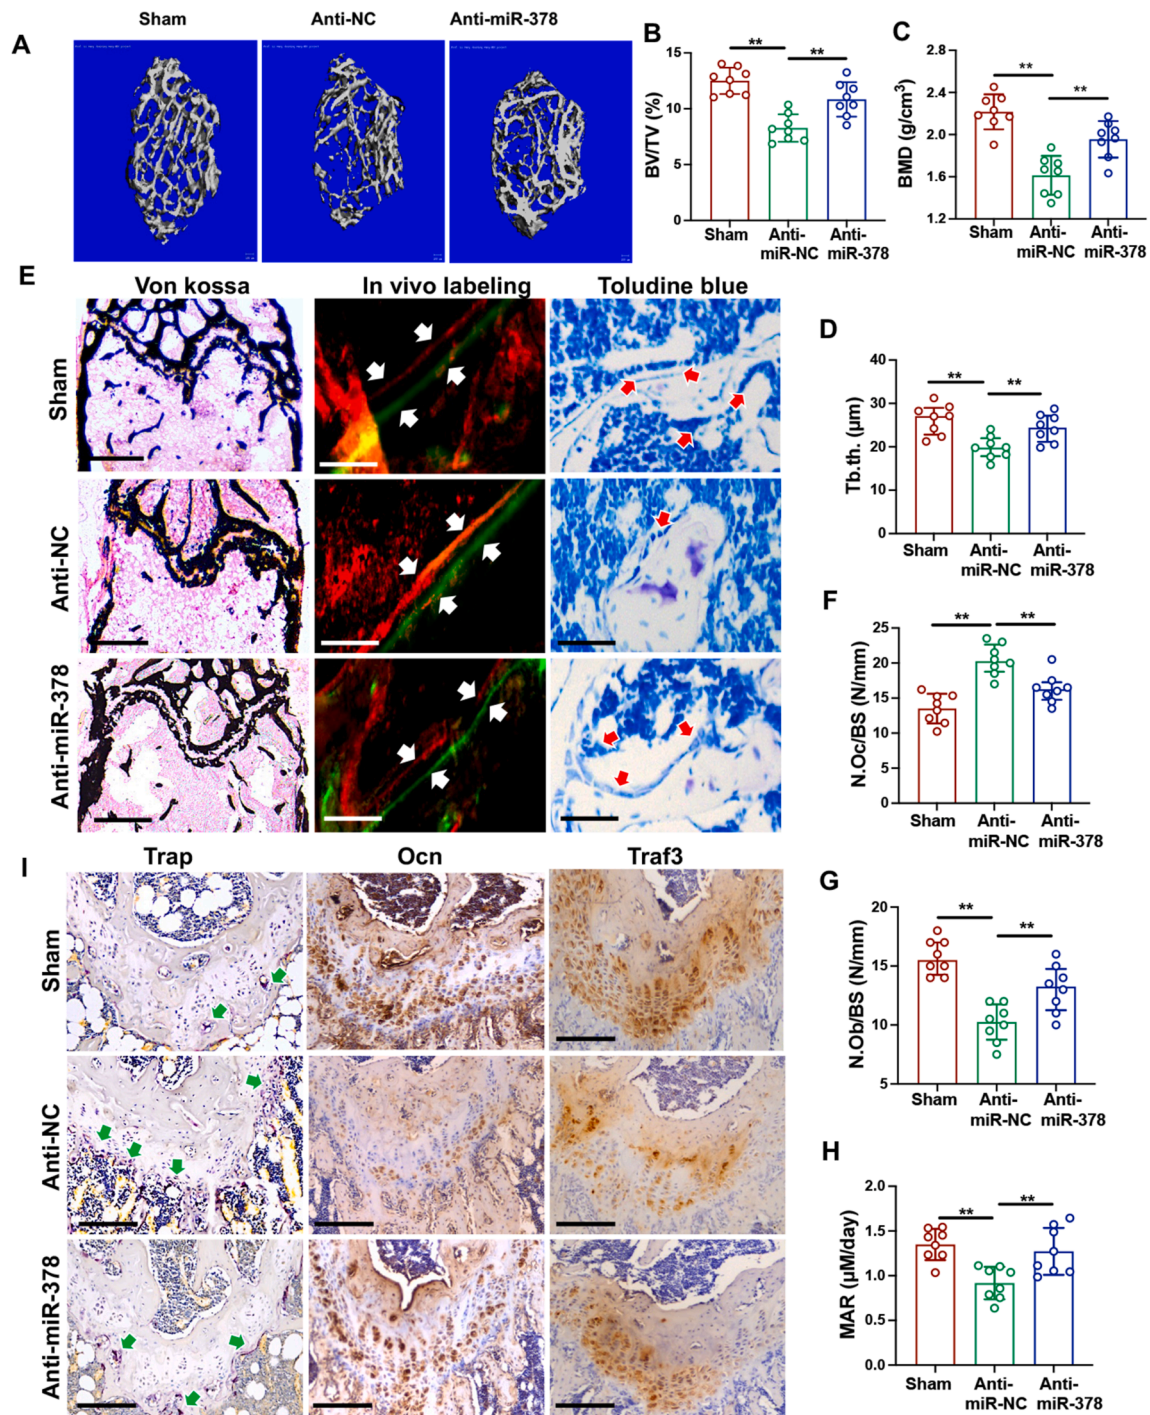 Sham Anti-NC Anti-miR-378
A
B
BV/TV (%)
15
10
5
0
** **
Sham Anti- Anti-
miR-NC miR-378
C
BMD (g/cm³)
2.8
2.4
2.0
1.6
1.2
**
**
Sham Anti- Anti-
miR-NC miR-378
E
Von kossa In vivo labeling Toludine blue
Sham
Anti-NC
Anti-miR-378
D
Tb.th. (μm)
40
30
20
10
0
** **
Sham Anti- Anti-
miR-NC miR-378
F
N.Oc/BS (N/mm)
25
20
15
10
5
0
** **
Sham Anti- Anti-
miR-NC miR-378
I
Trap Ocn Traf3
Sham
Anti-NC
Anti-miR-378
G
N.Ob/BS (N/mm)
20
15
10
5
**
**
Sham Anti- Anti-
miR-NC miR-378
H
MAR (μM/day)
2.0
1.5
1.0
0.5
0.0
** **
Sham Anti- Anti-
miR-NC miR-378